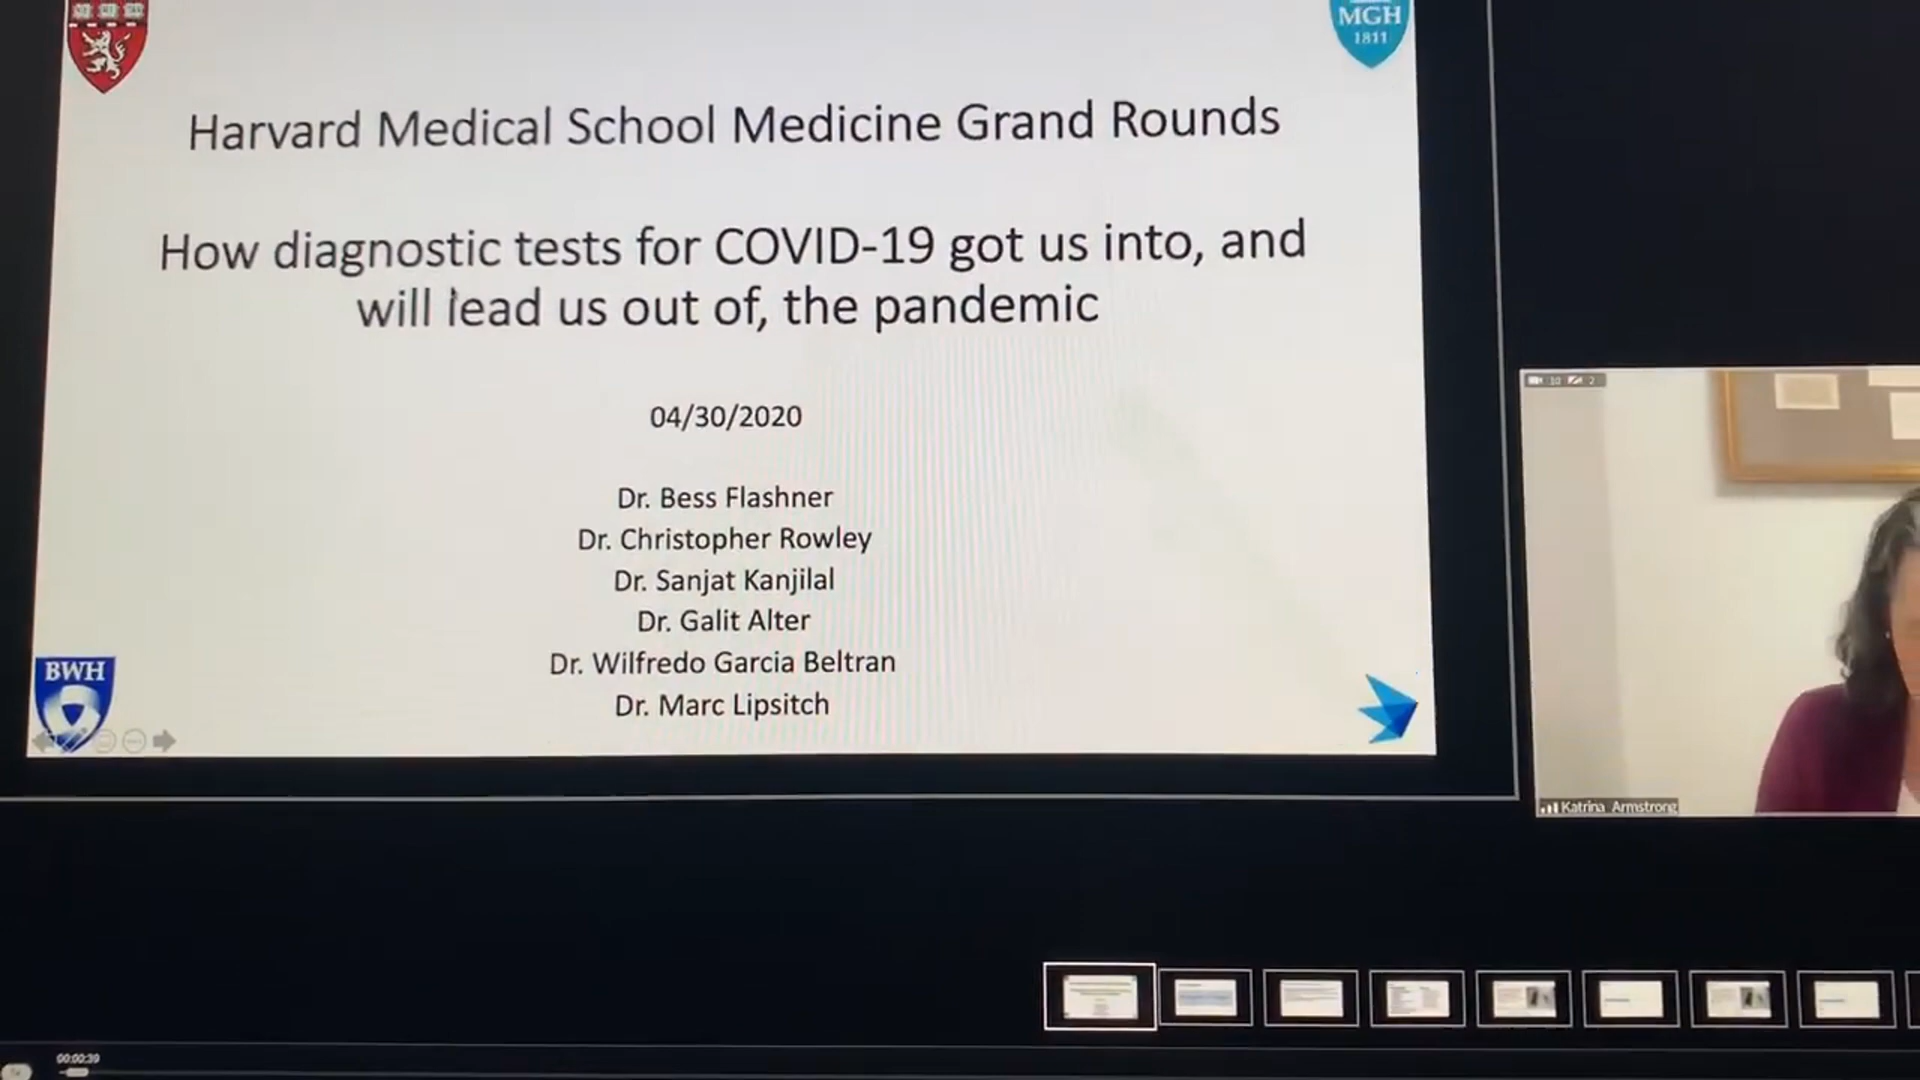 MGH
1811
Harvard Medical School Medicine Grand Rounds
How diagnostic tests for COVID-19 got us into, and
will lead us out of, the pandemic
04/30/2020
Dr. Bess Flashner
Dr. Christopher Rowley
Dr. Sanjat Kanjilal
Dr. Galit Alter
Dr. Wilfredo Garcia Beltran
Dr. Marc Lipsitch
BWH
10 2
Katrina Armstrong
00:00:39